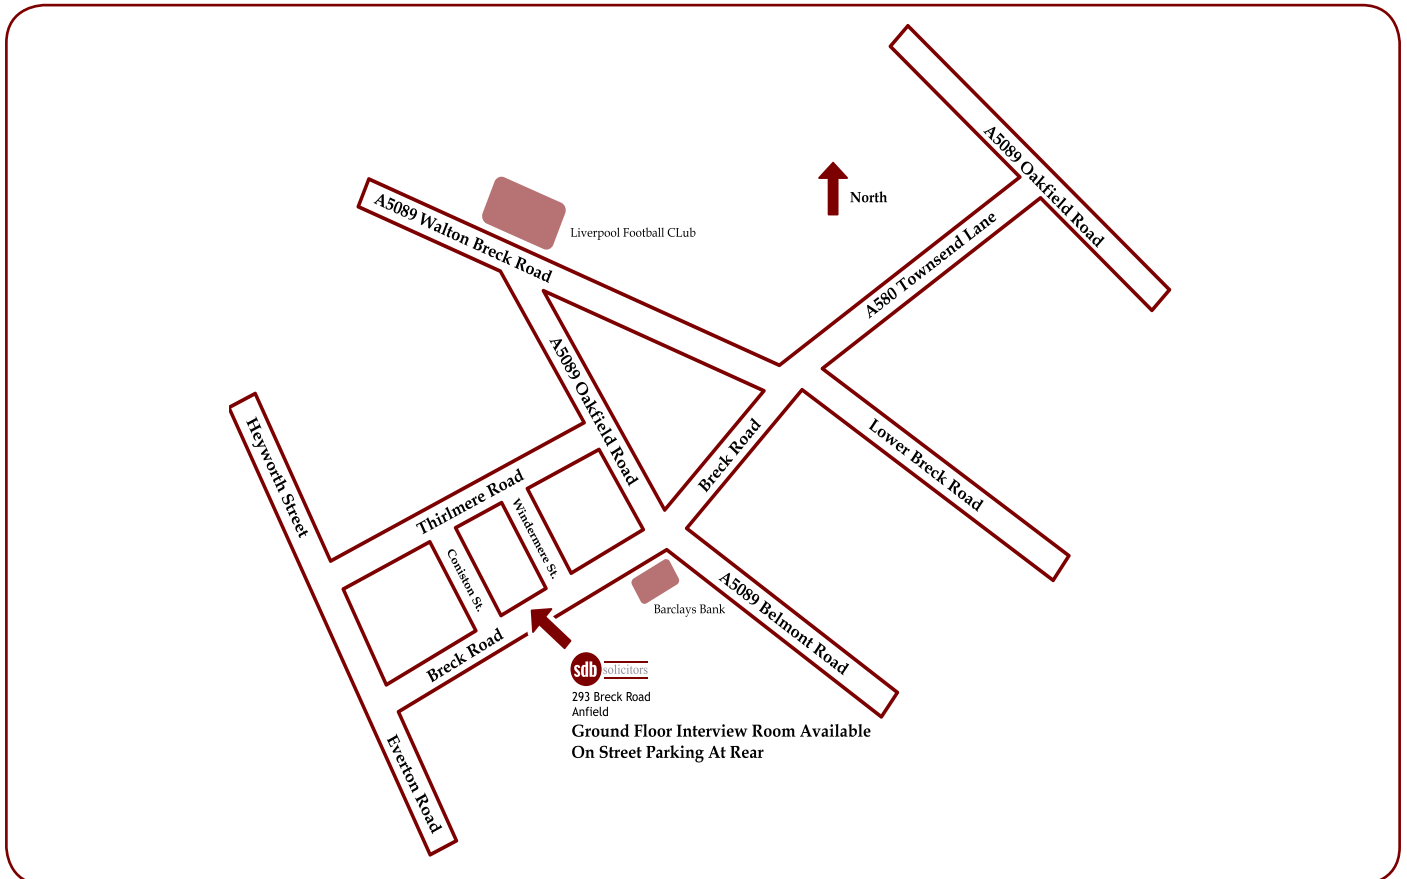 A5089 Oakfield Road
North
A5089 Walton Breck Road
Liverpool Football CLub
A580 Townsend Lane
A5089 Oakfield Road
Heyworth Street
Breck Road
Lower Breck Road
Thirlmere Road
Windermere St.
Coniston St.
A5089 Belmont Road
Barclays Bank
Breck Road
sdb solicitors
293 Breck Road
Anfield
Ground Floor Interview Room Available
On Street Parking At Rear
Everton Road